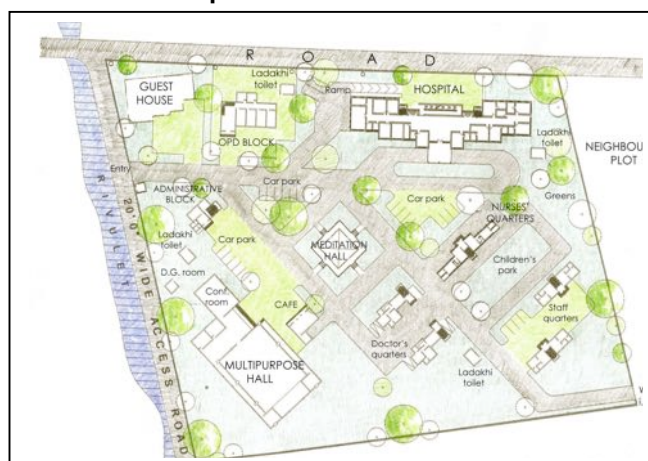 ROAD
GUEST
HOUSE
Ladakhi
toilet
Ramp
HOSPITAL
OPD BLOCK
Ladakhi
toilet
NEIGHBOU
PLOT
Entry
Car park
ADMINISTRATIVE
BLOCK
Car park
Greens
NURSES'
QUARTERS
Ladakhi
toilet
Car park
MEDITATION
HALL
Children's
park
D.G. room
Conf.
room
CAFE
Staff
quarters
Doctor's
quarters
MULTIPURPOSE
HALL
Ladakhi
toilet
RIVULET
20'.0" WIDE ACCESS ROAD